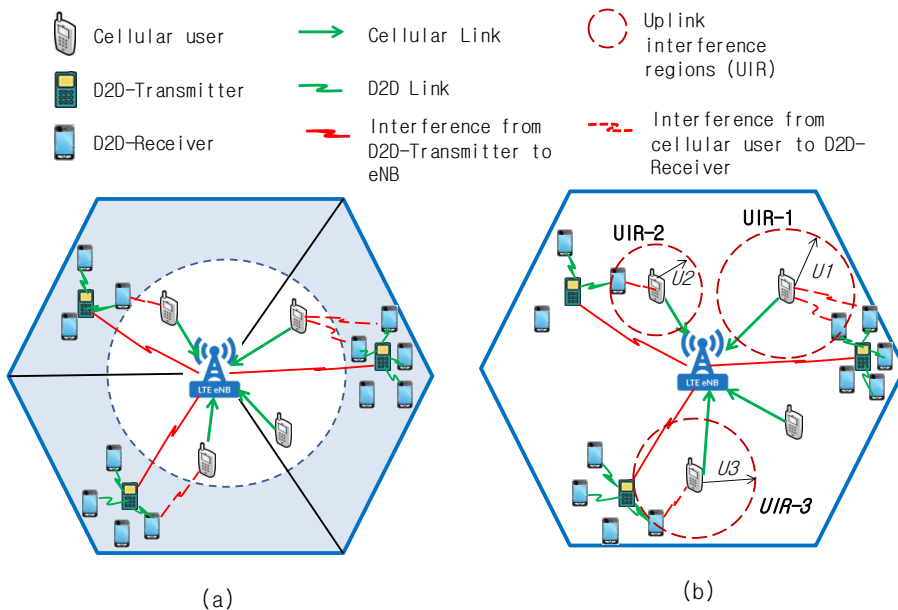 Cellular user
Cellular Link
Uplink
interference
regions (UIR)
D2D-Transmitter
D2D Link
D2D-Receiver
Interference from
D2D-Transmitter to
eNB
Interference from
cellular user to D2D-
Receiver
UIR-1
UIR-2
U1
U2
LTE eNB
LTE eNB
U3
UIR-3
(a)
(b)